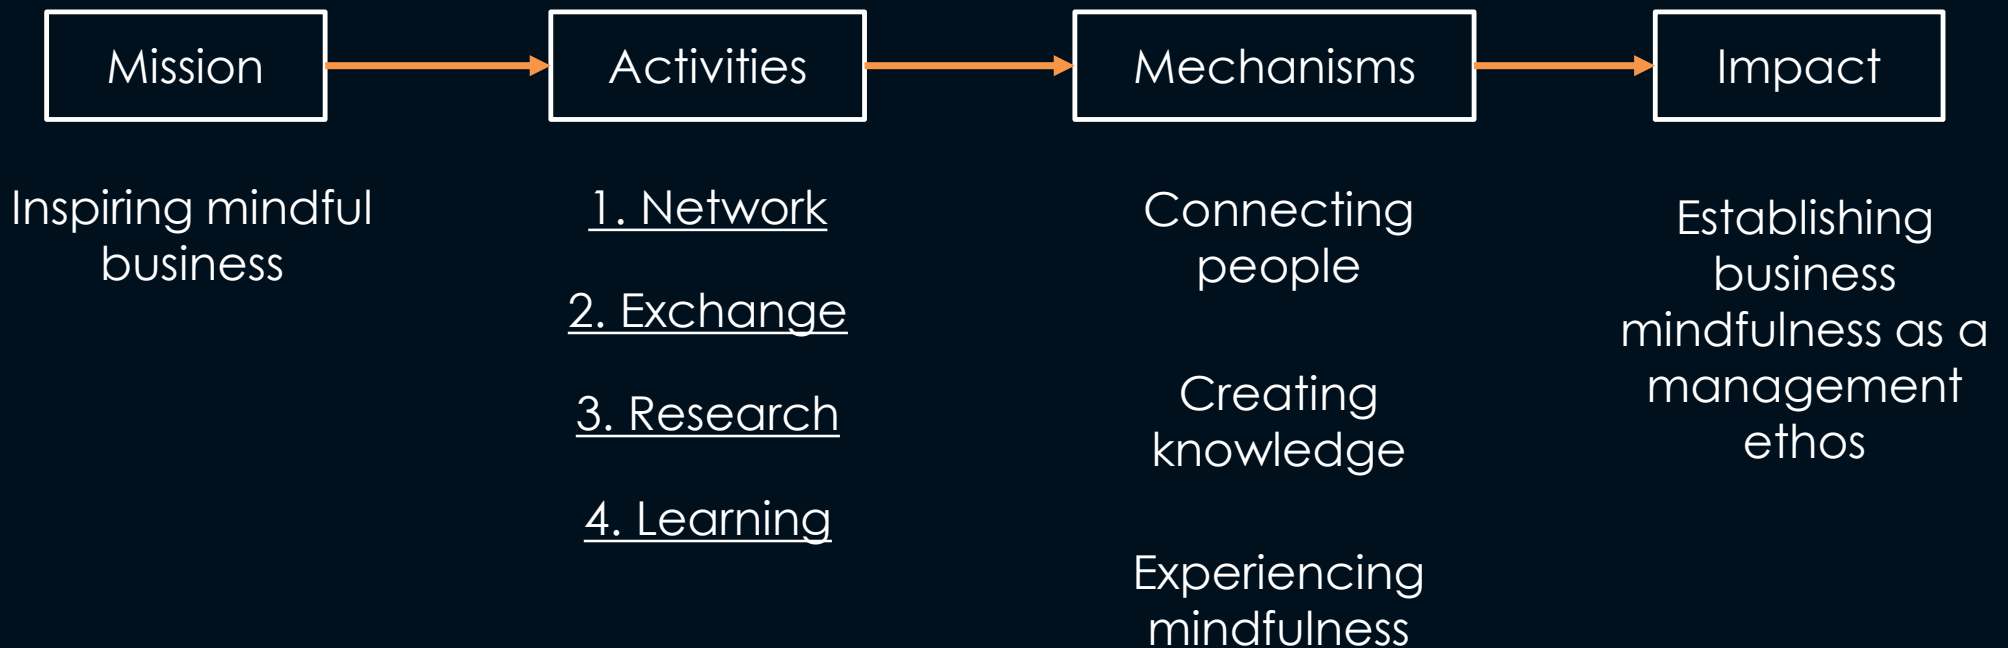 Mission
Activities
Mechanisms
Impact
Inspiring mindful
business
1. Network
2. Exchange
3. Research
4. Learning
Connecting
people
Creating
knowledge
Experiencing
mindfulness
Establishing
business
mindfulness as a
management
ethos